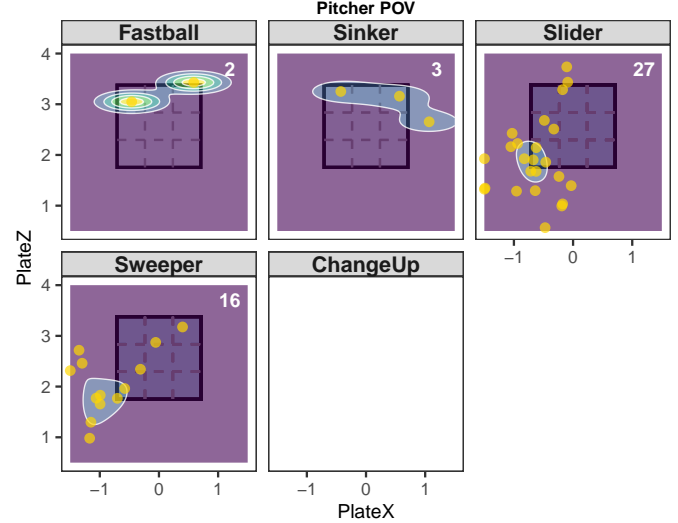 Pitcher POV
Fastball
Sinker
Slider
2
3
27
4
3
2
1
PlateZ
−1
0
1
Sweeper
ChangeUp
16
4
3
2
1
−1
0
1
−1
0
1
PlateX